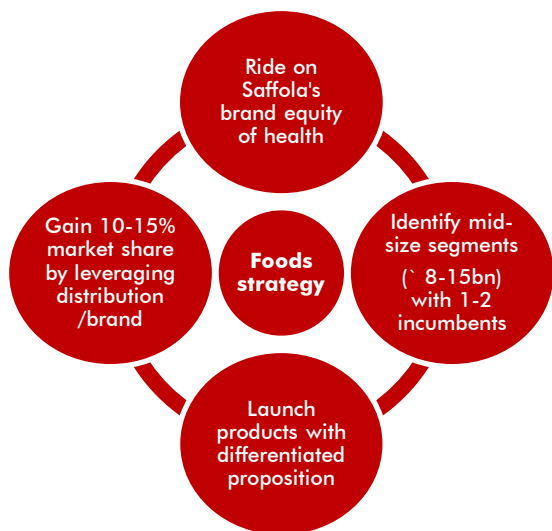 Ride on
Saffola's
brand equity
of health
Gain 10-15%
market share
by leveraging
distribution
/brand
Foods
strategy
Identify mid-
size segments
(` 8-15bn)
with 1-2
incumbents
Launch
products with
differentiated
proposition